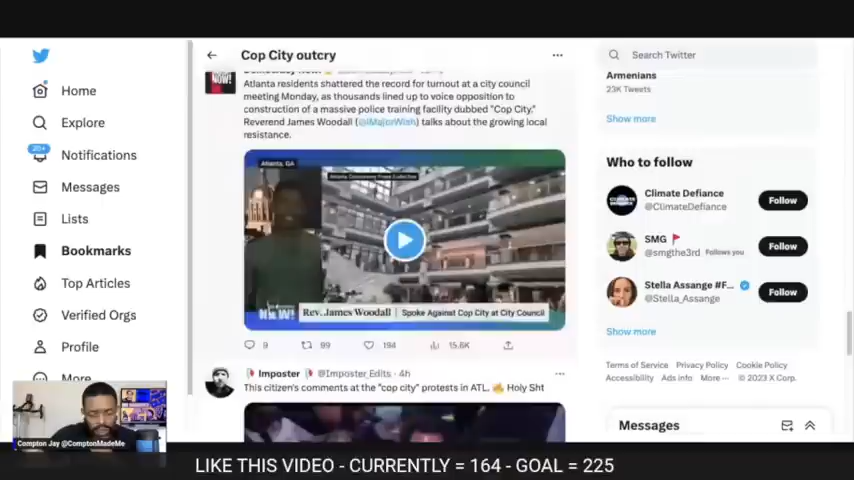 Cop City outcry
Search Twitter
Home
Explore
20+
Notifications
Messages
Lists
Bookmarks
Top Articles
Verified Orgs
Profile
More
Atlanta residents shattered the record for turnout at a city council
meeting Monday, as thousands lined up to voice opposition to
construction of a massive police training facility dubbed "Cop City."
Reverend James Woodall (@iMajorWish) talks about the growing local
resistance.
Atlanta, GA
NOW!
Rev. James Woodall | Spoke Against Cop City at City Council
9 99 194 15.6K
Imposter @Imposter_Edits · 4h
This citizen's comments at the "cop city" protests in ATL. Holy Sht
Armenians
23K Tweets
Show more
Who to follow
Climate Defiance
@ClimateDefiance
Follow
SMG
@smgthe3rd Follows you
Follow
Stella Assange #F...
@Stella_Assange
Follow
Show more
Terms of Service Privacy Policy Cookie Policy
Accessibility Ads info More ··· © 2023 X Corp.
Messages
Compton Jay @ComptonMadeMe
LIKE THIS VIDEO - CURRENTLY = 164 - GOAL = 225